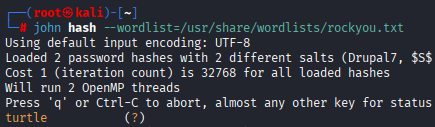 ┌──(root㉿kali)-[~]
└─# john hash --wordlist=/usr/share/wordlists/rockyou.txt
Using default input encoding: UTF-8
Loaded 2 password hashes with 2 different salts (Drupal7, $S$
Cost 1 (iteration count) is 32768 for all loaded hashes
Will run 2 OpenMP threads
Press 'q' or Ctrl-C to abort, almost any other key for status
turtle           (?)